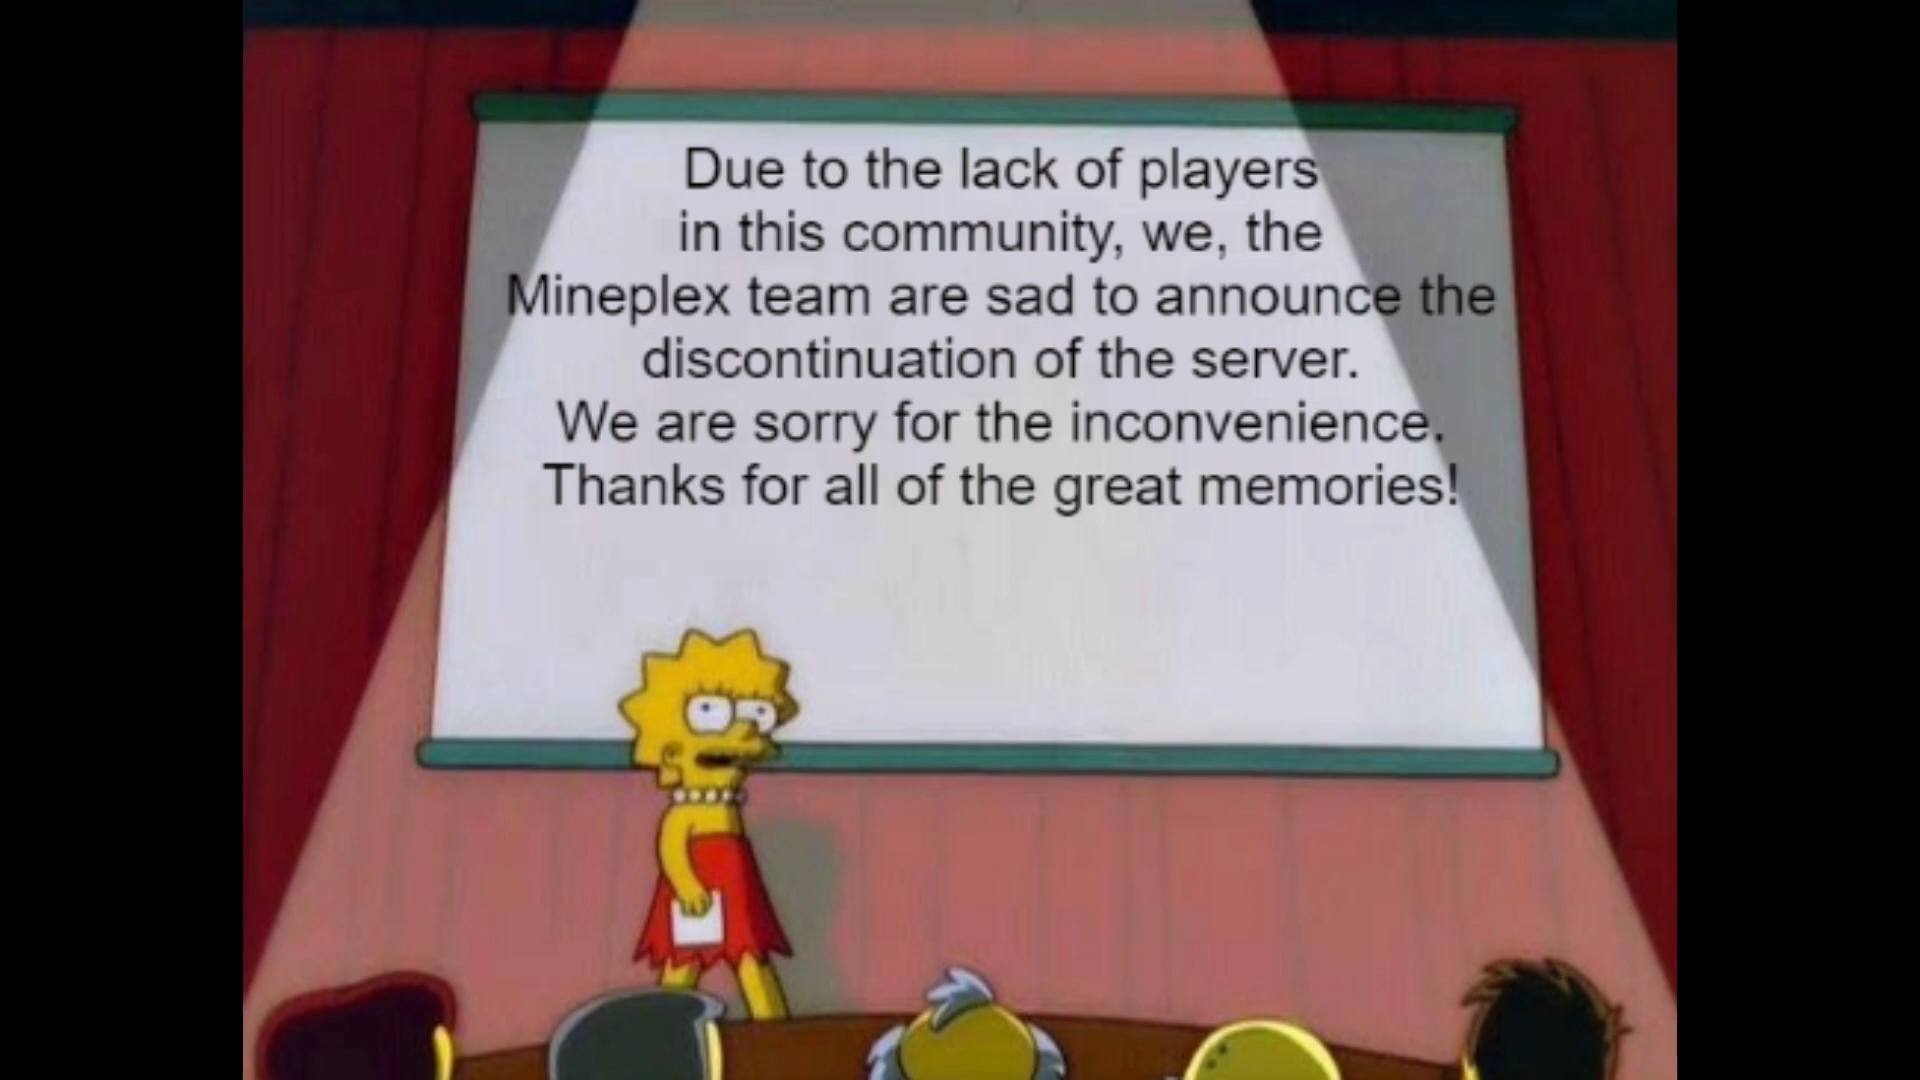 Due to the lack of players
in this community, we, the
Mineplex team are sad to announce the
discontinuation of the server.
We are sorry for the inconvenience.
Thanks for all of the great memories!